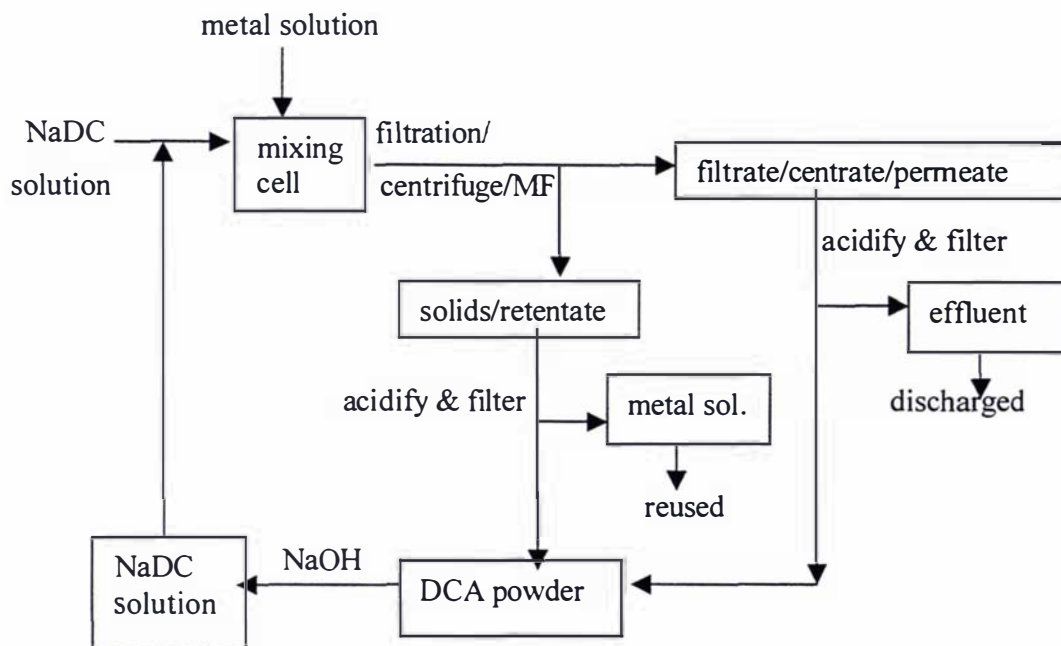 metal solution
NaDC
solution
mixing
cell
filtration/
centrifuge/MF
filtrate/centrate/permeate
acidify & filter
solids/retentate
effluent
acidify & filter
metal sol.
discharged
reused
NaDC
solution
NaOH
DCA powder